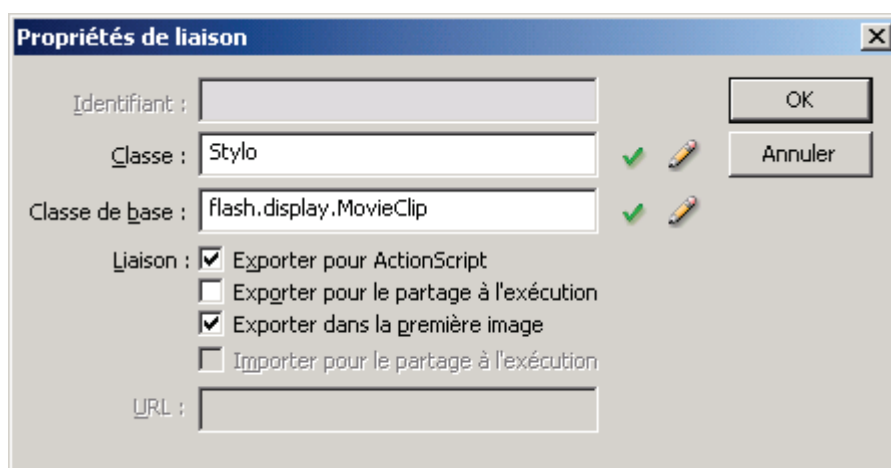 Propriétés de liaison
Identifiant :
OK
Classe : Stylo
Annuler
Classe de base : flash.display.MovieClip
Liaison : Exporter pour ActionScript
Exporter pour le partage à l'exécution
Exporter dans la première image
Importer pour le partage à l'exécution
URL :